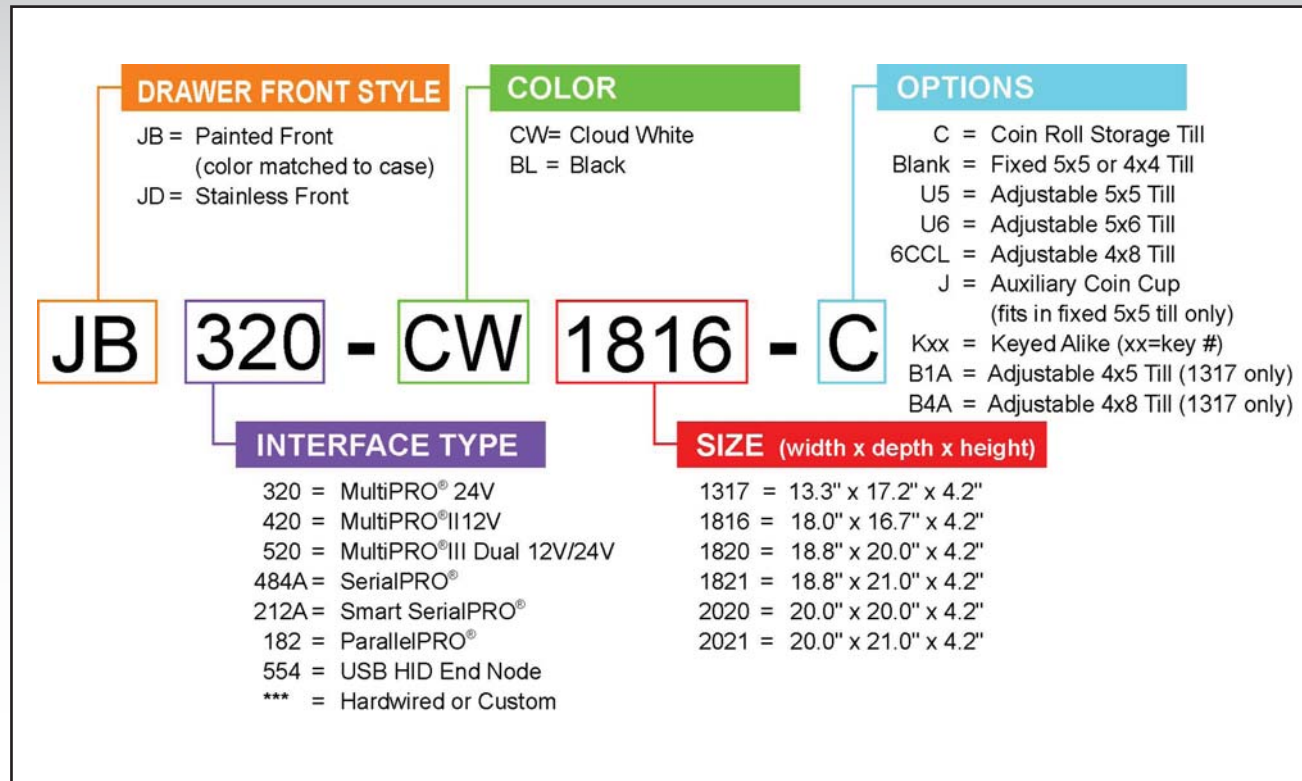 DRAWER FRONT STYLE
JB = Painted Front
(color matched to case)
JD = Stainless Front
COLOR
CW= Cloud White
BL = Black
OPTIONS
C = Coin Roll Storage Till
Blank = Fixed 5x5 or 4x4 Till
U5 = Adjustable 5x5 Till
U6 = Adjustable 5x6 Till
6CCL = Adjustable 4x8 Till
J = Auxiliary Coin Cup
(fits in fixed 5x5 till only)
Kxx = Keyed Alike (xx=key #)
B1A = Adjustable 4x5 Till (1317 only)
B4A = Adjustable 4x8 Till (1317 only)
JB 320 - CW 1816 - C
INTERFACE TYPE
320 = MultiPRO® 24V
420 = MultiPRO®II12V
520 = MultiPRO®III Dual 12V/24V
484A = SerialPRO®
212A = Smart SerialPRO®
182 = ParallelPRO®
554 = USB HID End Node
*** = Hardwired or Custom
SIZE (width x depth x height)
1317 = 13.3" x 17.2" x 4.2"
1816 = 18.0" x 16.7" x 4.2"
1820 = 18.8" x 20.0" x 4.2"
1821 = 18.8" x 21.0" x 4.2"
2020 = 20.0" x 20.0" x 4.2"
2021 = 20.0" x 21.0" x 4.2"